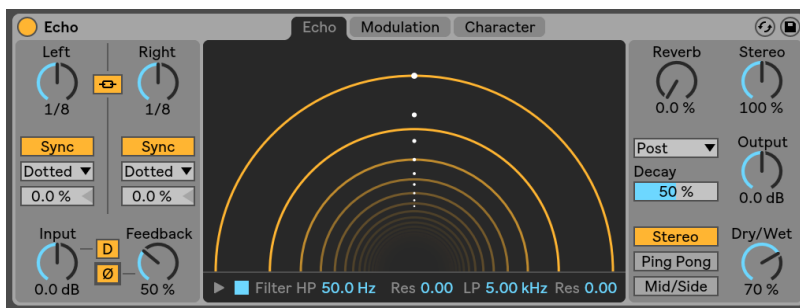 Echo
Echo Modulation Character
Left Right
1/8 1/8
Sync Sync
Dotted Dotted
0.0 % 0.0 %
Input D Feedback
Ø
0.0 dB 50 %
Filter HP 50.0 Hz Res 0.00 LP 5.00 kHz Res 0.00
Reverb Stereo
0.0 % 100 %
Post Output
Decay
50 % 0.0 dB
Stereo Dry/Wet
Ping Pong
Mid/Side 70 %